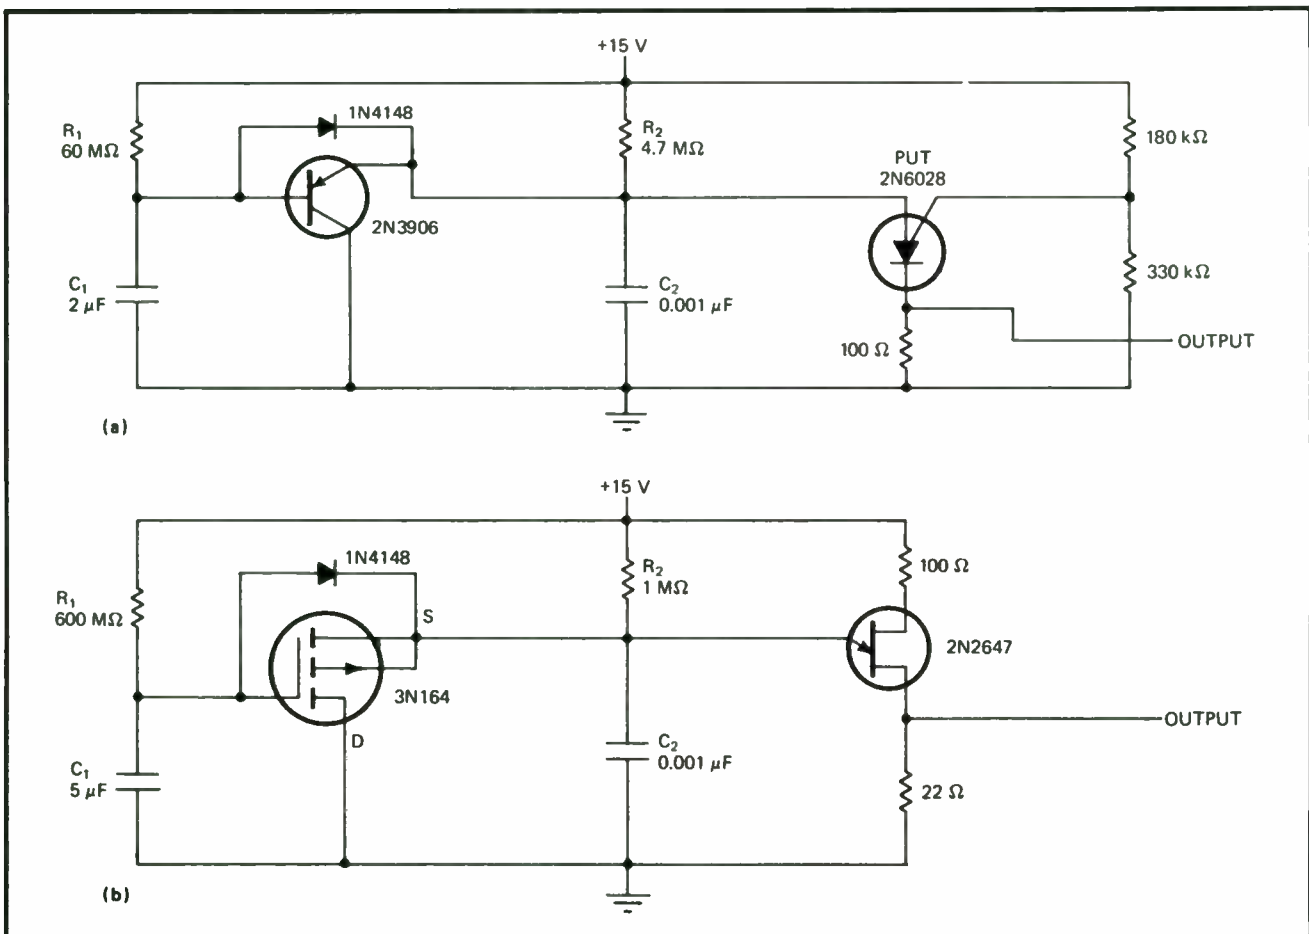 +15 V
1N4148
R₁
60 MΩ
R₂
4.7 MΩ
180 kΩ
PUT
2N6028
2N3906
C₁
2 μF
C₂
0.001 μF
330 kΩ
100 Ω
OUTPUT
(a)
+15 V
1N4148
R₁
600 MΩ
R₂
1 MΩ
100 Ω
S
2N2647
3N164
D
OUTPUT
C₁
5 μF
C₂
0.001 μF
22 Ω
(b)